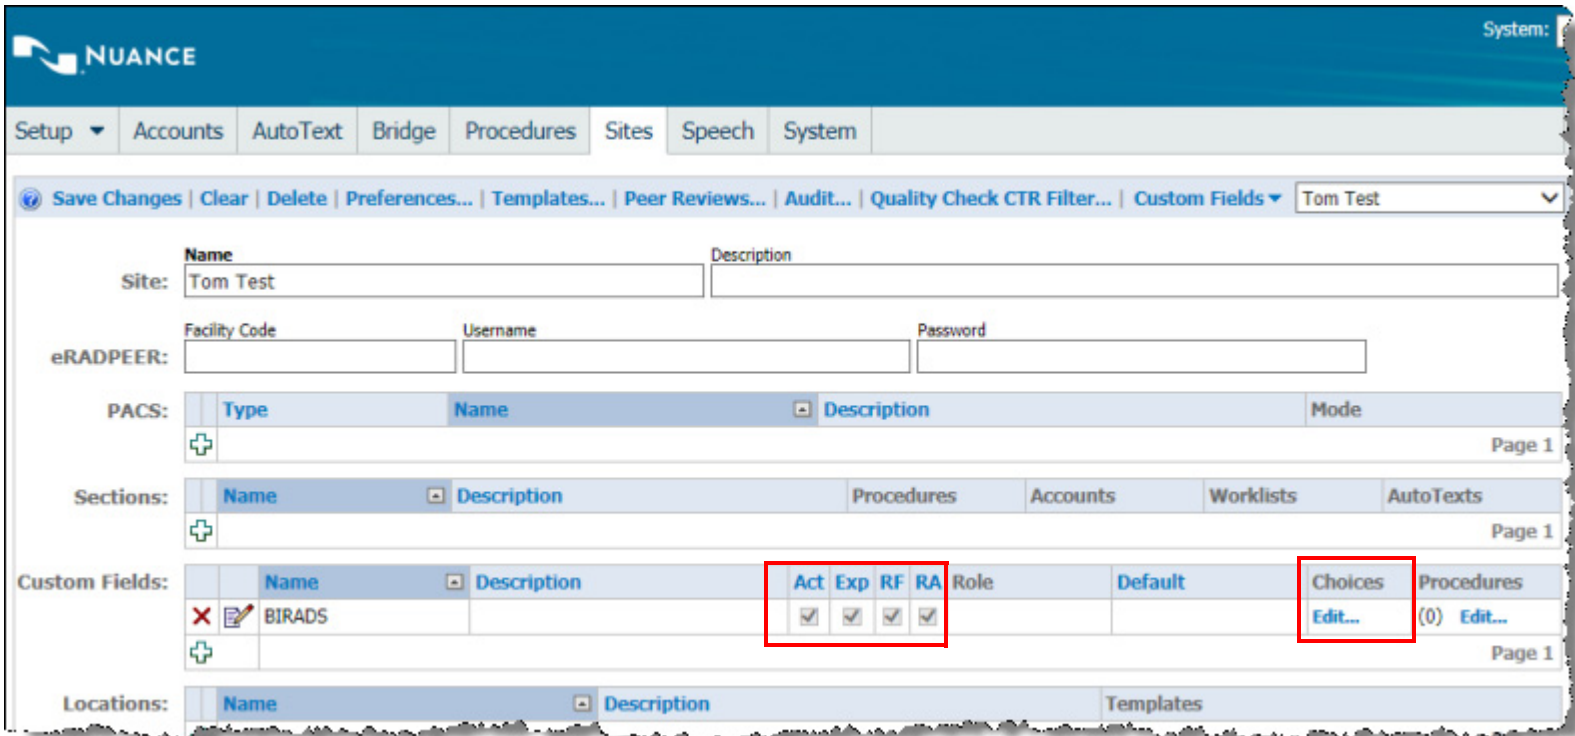 System:
NUANCE
Setup Accounts AutoText Bridge Procedures Sites Speech System
Save Changes | Clear | Delete | Preferences... | Templates... | Peer Reviews... | Audit... | Quality Check CTR Filter... | Custom Fields Tom Test
Name Description
Site: Tom Test
Facility Code Username Password
eRADPEER:
PACS: Type Name Description Mode
Page 1
Sections: Name Description Procedures Accounts Worklists AutoTexts
Page 1
Custom Fields: Name Description Act Exp RF RA Role Default Choices Procedures
BIRADS Edit... (0) Edit...
Page 1
Locations: Name Description Templates